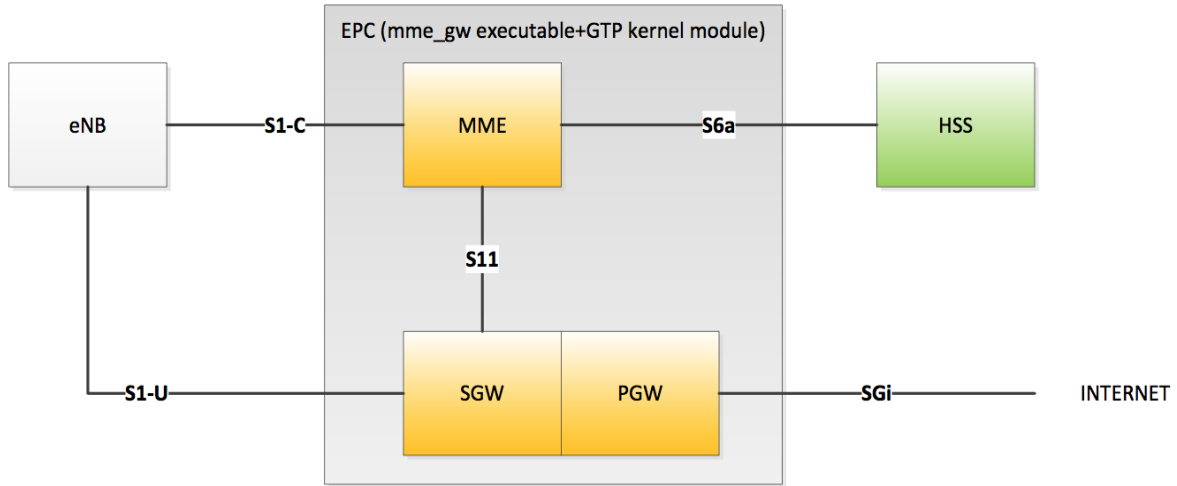 EPC (mme_gw executable+GTP kernel module)
eNB
S1-C
MME
S6a
HSS
S11
S1-U
SGW
PGW
SGi
INTERNET